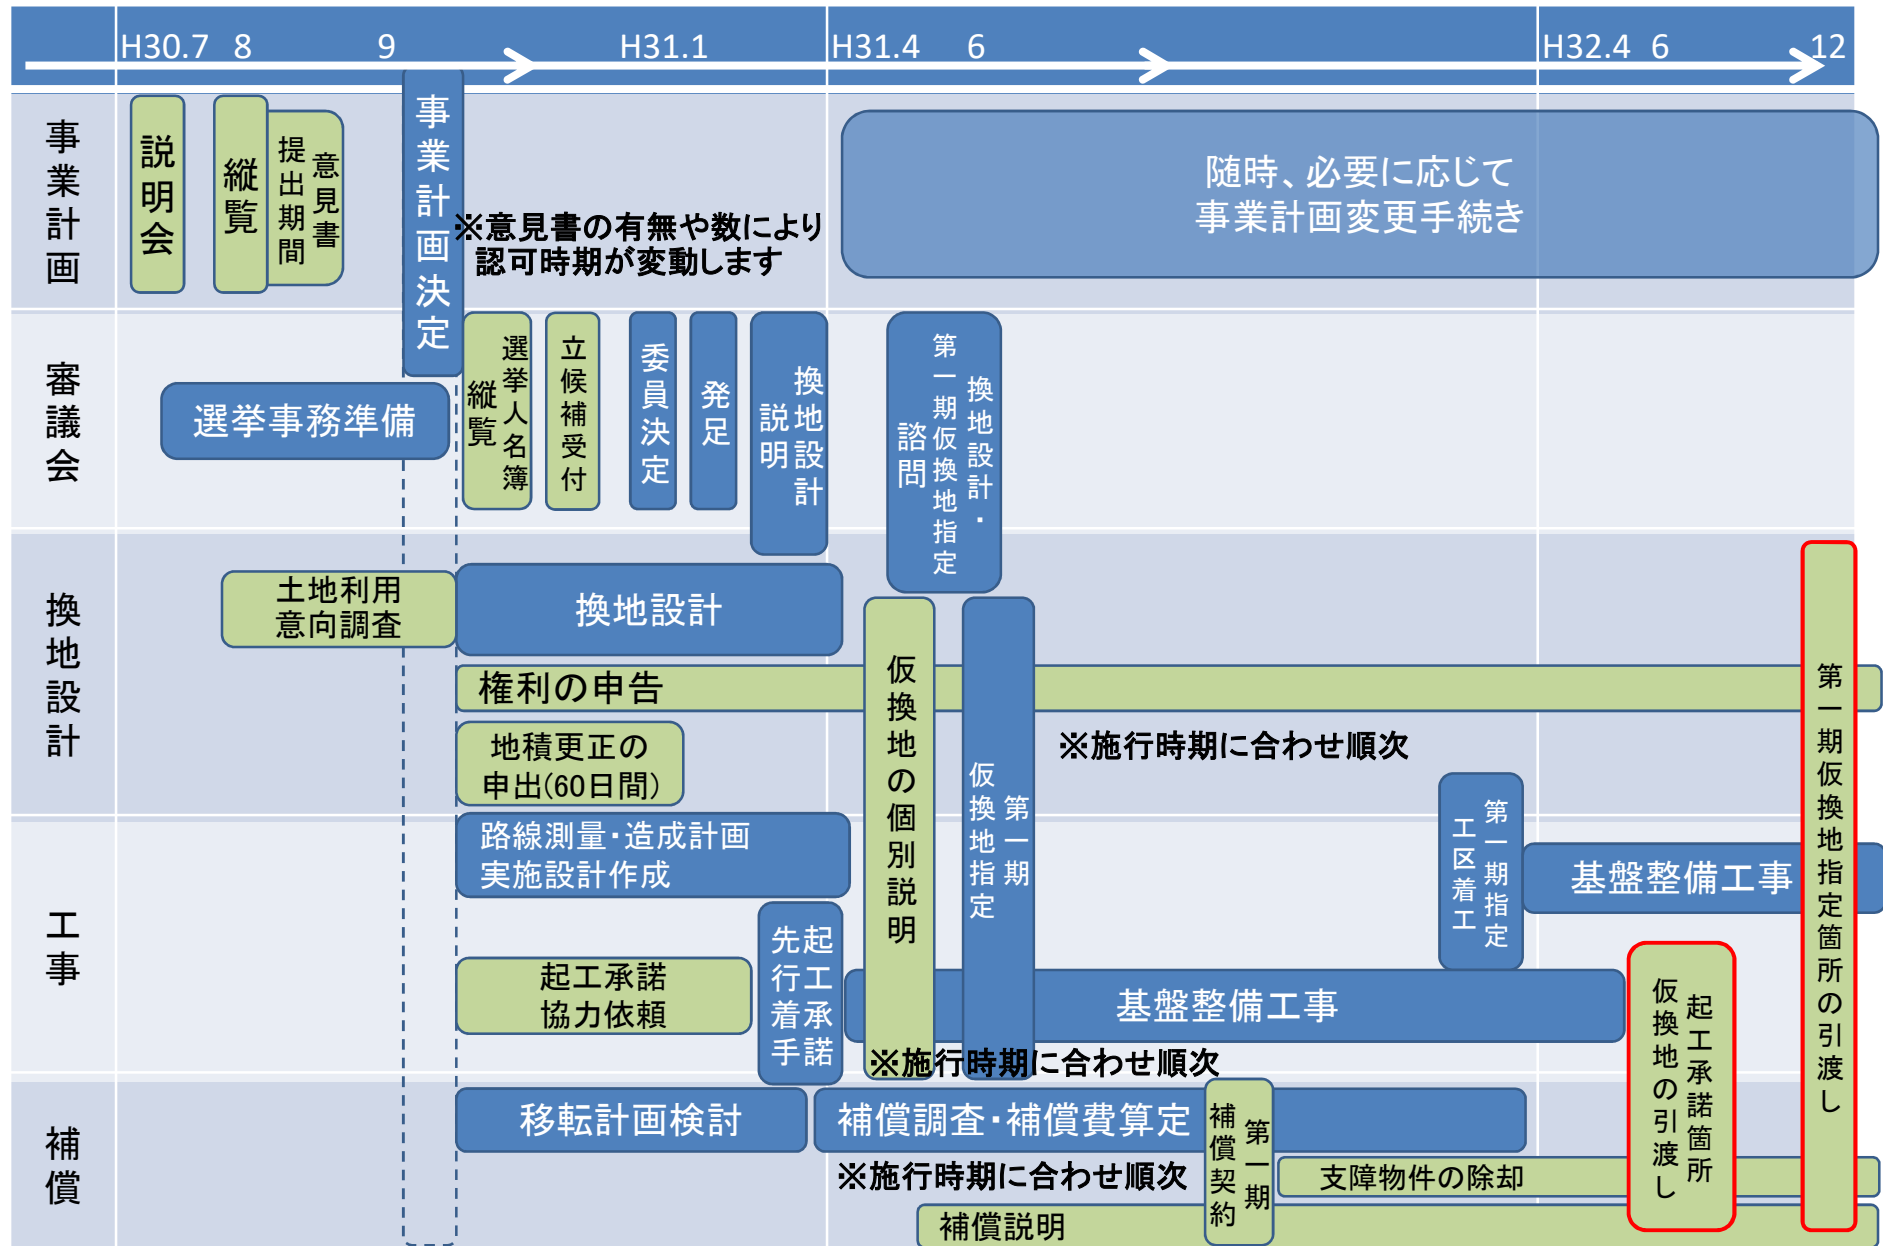 H30.7 8 9 H31.1 H31.4 6 H32.4 6 12
事業計画
説明会
縦覧
意見書
提出期間
事業計画決定
※意見書の有無や数により
認可時期が変動します
随時、必要に応じて
事業計画変更手続き
審議会
選挙事務準備
選挙人名簿
縦覧
立候補受付
委員決定
発足
換地設計
説明
換地設計・
第一期仮換地指定
諮問
換地設計
土地利用
意向調査
換地設計
権利の申告
地積更正の
申出(60日間)
仮換地の個別説明
第一期
仮換地指定
※施行時期に合わせ順次
第一期仮換地指定箇所の引渡し
工事
路線測量・造成計画
実施設計作成
起工承諾
協力依頼
起工承諾
先行着手
基盤整備工事
※施行時期に合わせ順次
第一期指定
工区着工
基盤整備工事
起工承諾箇所
仮換地の引渡し
補償
移転計画検討
補償調査・補償費算定
※施行時期に合わせ順次
第一期
補償契約
支障物件の除却
補償説明